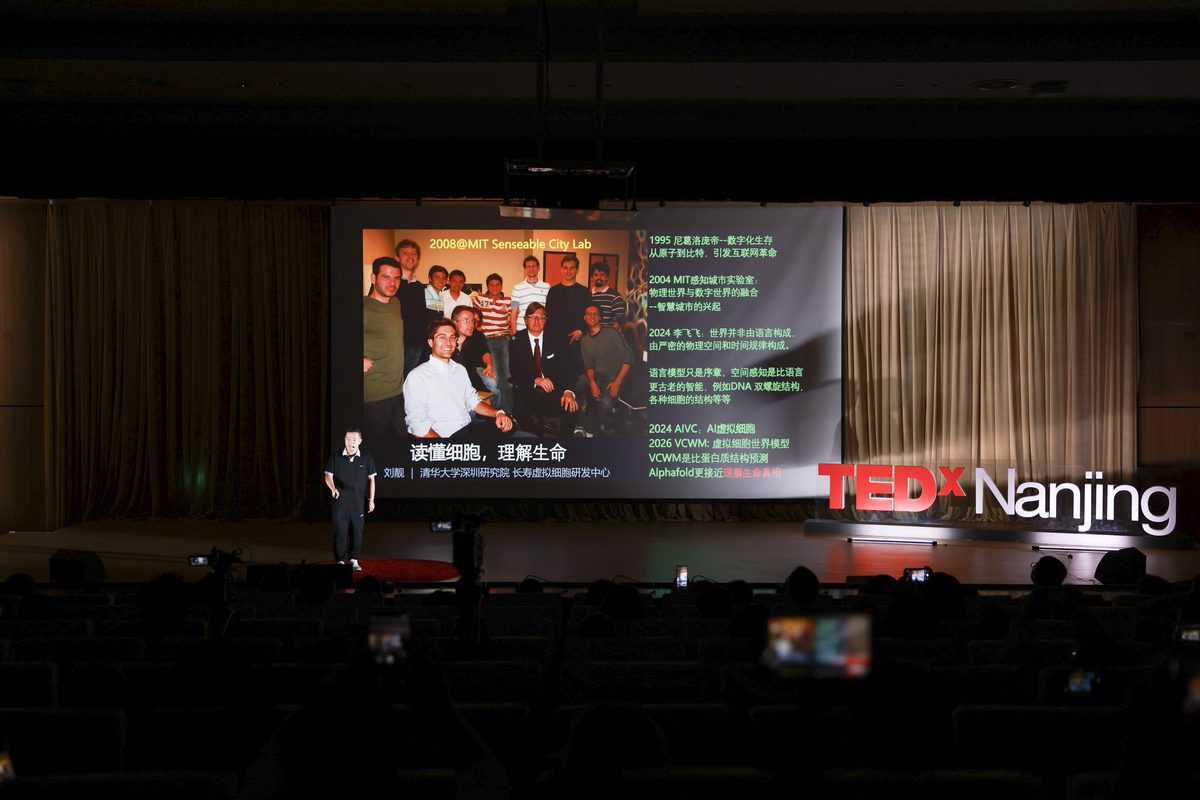 2008@MIT Senseable City Lab
读懂细胞，理解生命
刘靓 | 清华大学深圳研究院 长寿虚拟细胞研发中心
1995 尼葛洛庞帝--数字化生存
从原子到比特，引发互联网革命
2004 MIT感知城市实验室：
物理世界与数字世界的融合
--智慧城市的兴起
2024 李飞飞：世界并非由语言构成，
由严密的物理空间和时间规律构成。
语言模型只是序章，空间感知是比语言
更古老的智能，例如DNA 双螺旋结构，
各种细胞的结构等等
2024 AIVC，AI虚拟细胞
2026 VCWM: 虚拟细胞世界模型
VCWM是比蛋白质结构预测
Alphafold更接近理解生命真相
TEDx Nanjing